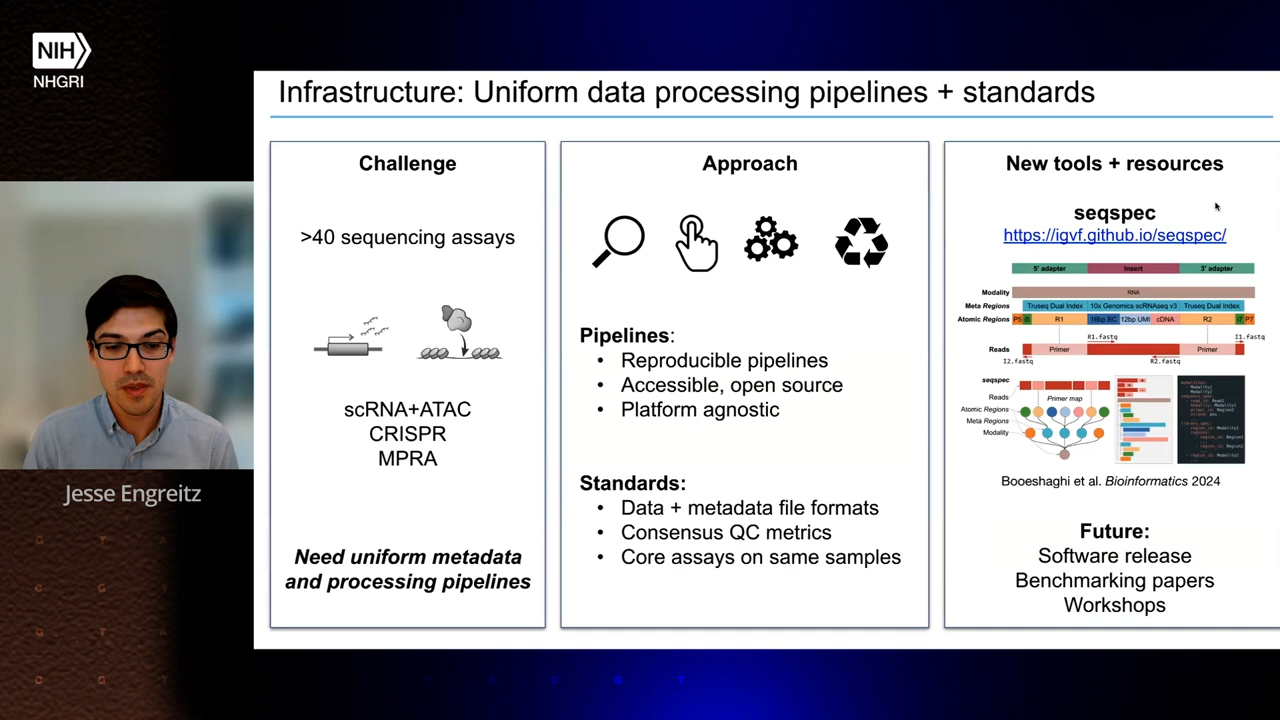 NIH
NHGRI
Infrastructure: Uniform data processing pipelines + standards
Challenge
>40 sequencing assays
scRNA+ATAC
CRISPR
MPRA
Need uniform metadata
and processing pipelines
Approach
Pipelines:
• Reproducible pipelines
• Accessible, open source
• Platform agnostic
Standards:
• Data + metadata file formats
• Consensus QC metrics
• Core assays on same samples
New tools + resources
seqspec
https://igvf.github.io/seqspec/
5' adapter Insert 3' adapter
Modality RNA
Meta Regions Truseq Dual Index 10x Genomics scRNAseq v3 Truseq Dual Index
Atomic Regions P5 i5 R1 16bp BC 12bp UMI cDNA R2 i7 P7
R1.fastq I1.fastq
Reads Primer Primer
I2.fastq R2.fastq
seqspec
Reads Primer map
Atomic Regions
Meta Regions
Modality
Booeshaghi et al. Bioinformatics 2024
Future:
Software release
Benchmarking papers
Workshops
Jesse Engreitz